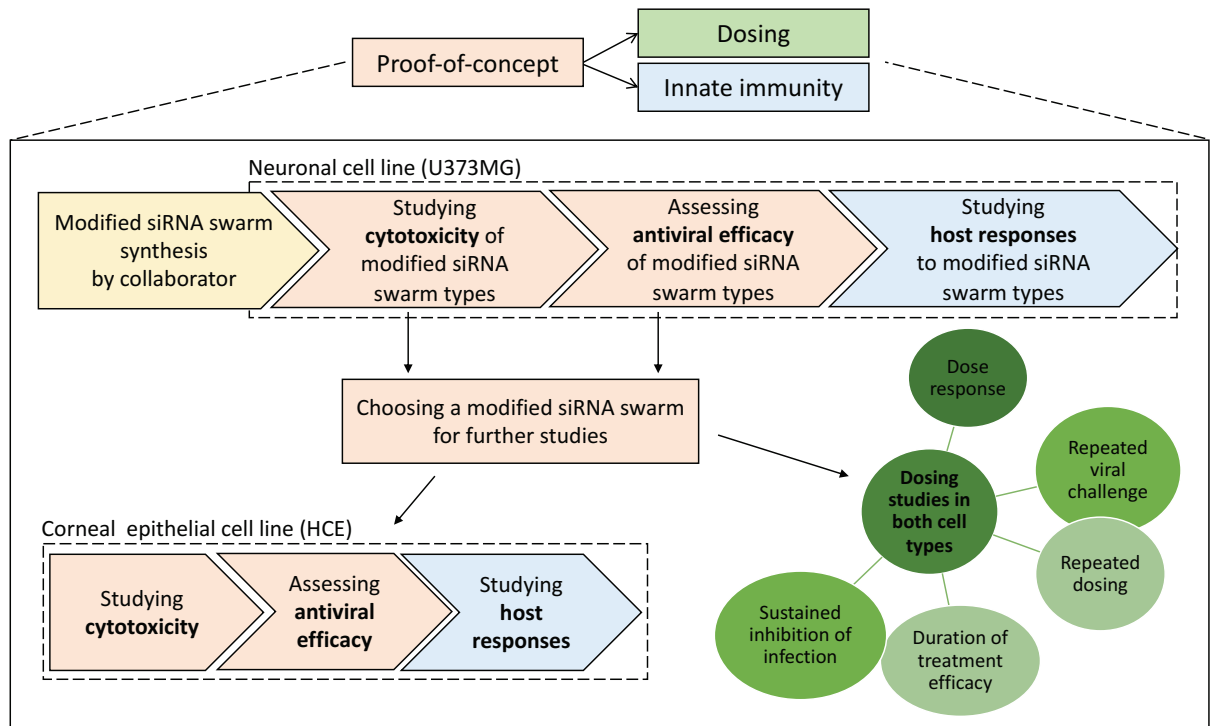 Proof-of-concept
Dosing
Innate immunity
Neuronal cell line (U373MG)
Modified siRNA swarm
synthesis
by collaborator
Studying
cytotoxicity of
modified siRNA
swarm types
Assessing
antiviral efficacy
of modified siRNA
swarm types
Studying
host responses
to modified siRNA
swarm types
Choosing a modified siRNA swarm
for further studies
Corneal epithelial cell line (HCE)
Studying
cytotoxicity
Assessing
antiviral
efficacy
Studying
host
responses
Dose
response
Repeated
viral
challenge
Dosing
studies in
both cell
types
Repeated
dosing
Sustained
inhibition of
infection
Duration of
treatment
efficacy